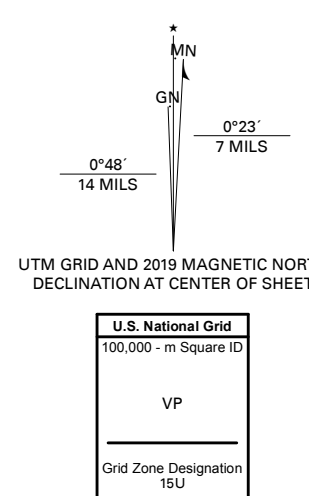 ★
MN
GN
0°23´
7 MILS
0°48´
14 MILS
UTM GRID AND 2019 MAGNETIC NORT
DECLINATION AT CENTER OF SHEET
U.S. National Grid
100,000 - m Square ID
VP
Grid Zone Designation
15U